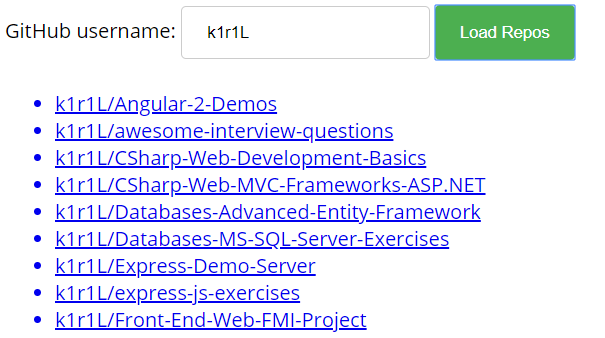 GitHub username: k1r1L Load Repos
k1r1L/Angular-2-Demos
k1r1L/awesome-interview-questions
k1r1L/CSharp-Web-Development-Basics
k1r1L/CSharp-Web-MVC-Frameworks-ASP.NET
k1r1L/Databases-Advanced-Entity-Framework
k1r1L/Databases-MS-SQL-Server-Exercises
k1r1L/Express-Demo-Server
k1r1L/express-js-exercises
k1r1L/Front-End-Web-FMI-Project